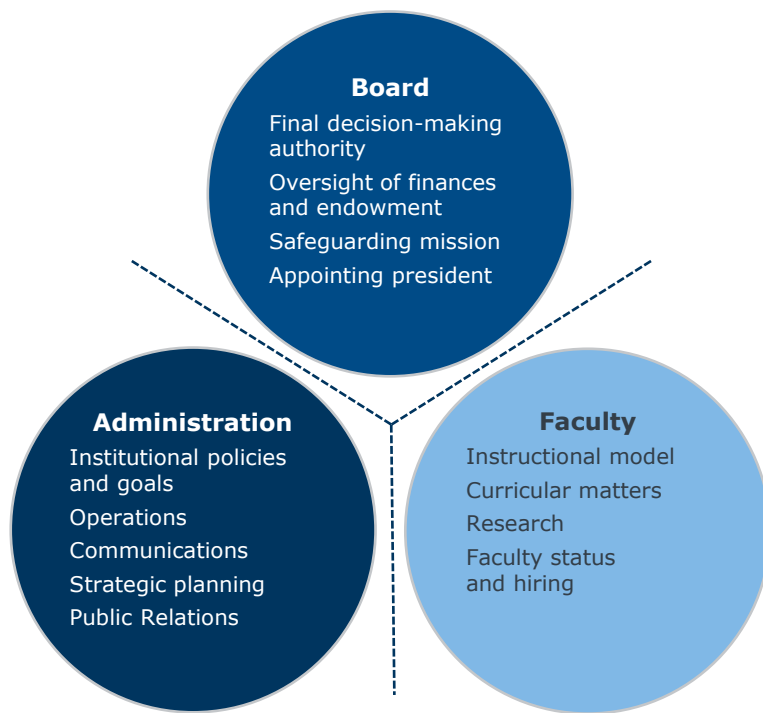 Board
Final decision-making
authority
Oversight of finances
and endowment
Safeguarding mission
Appointing president
Administration
Institutional policies
and goals
Operations
Communications
Strategic planning
Public Relations
Faculty
Instructional model
Curricular matters
Research
Faculty status
and hiring